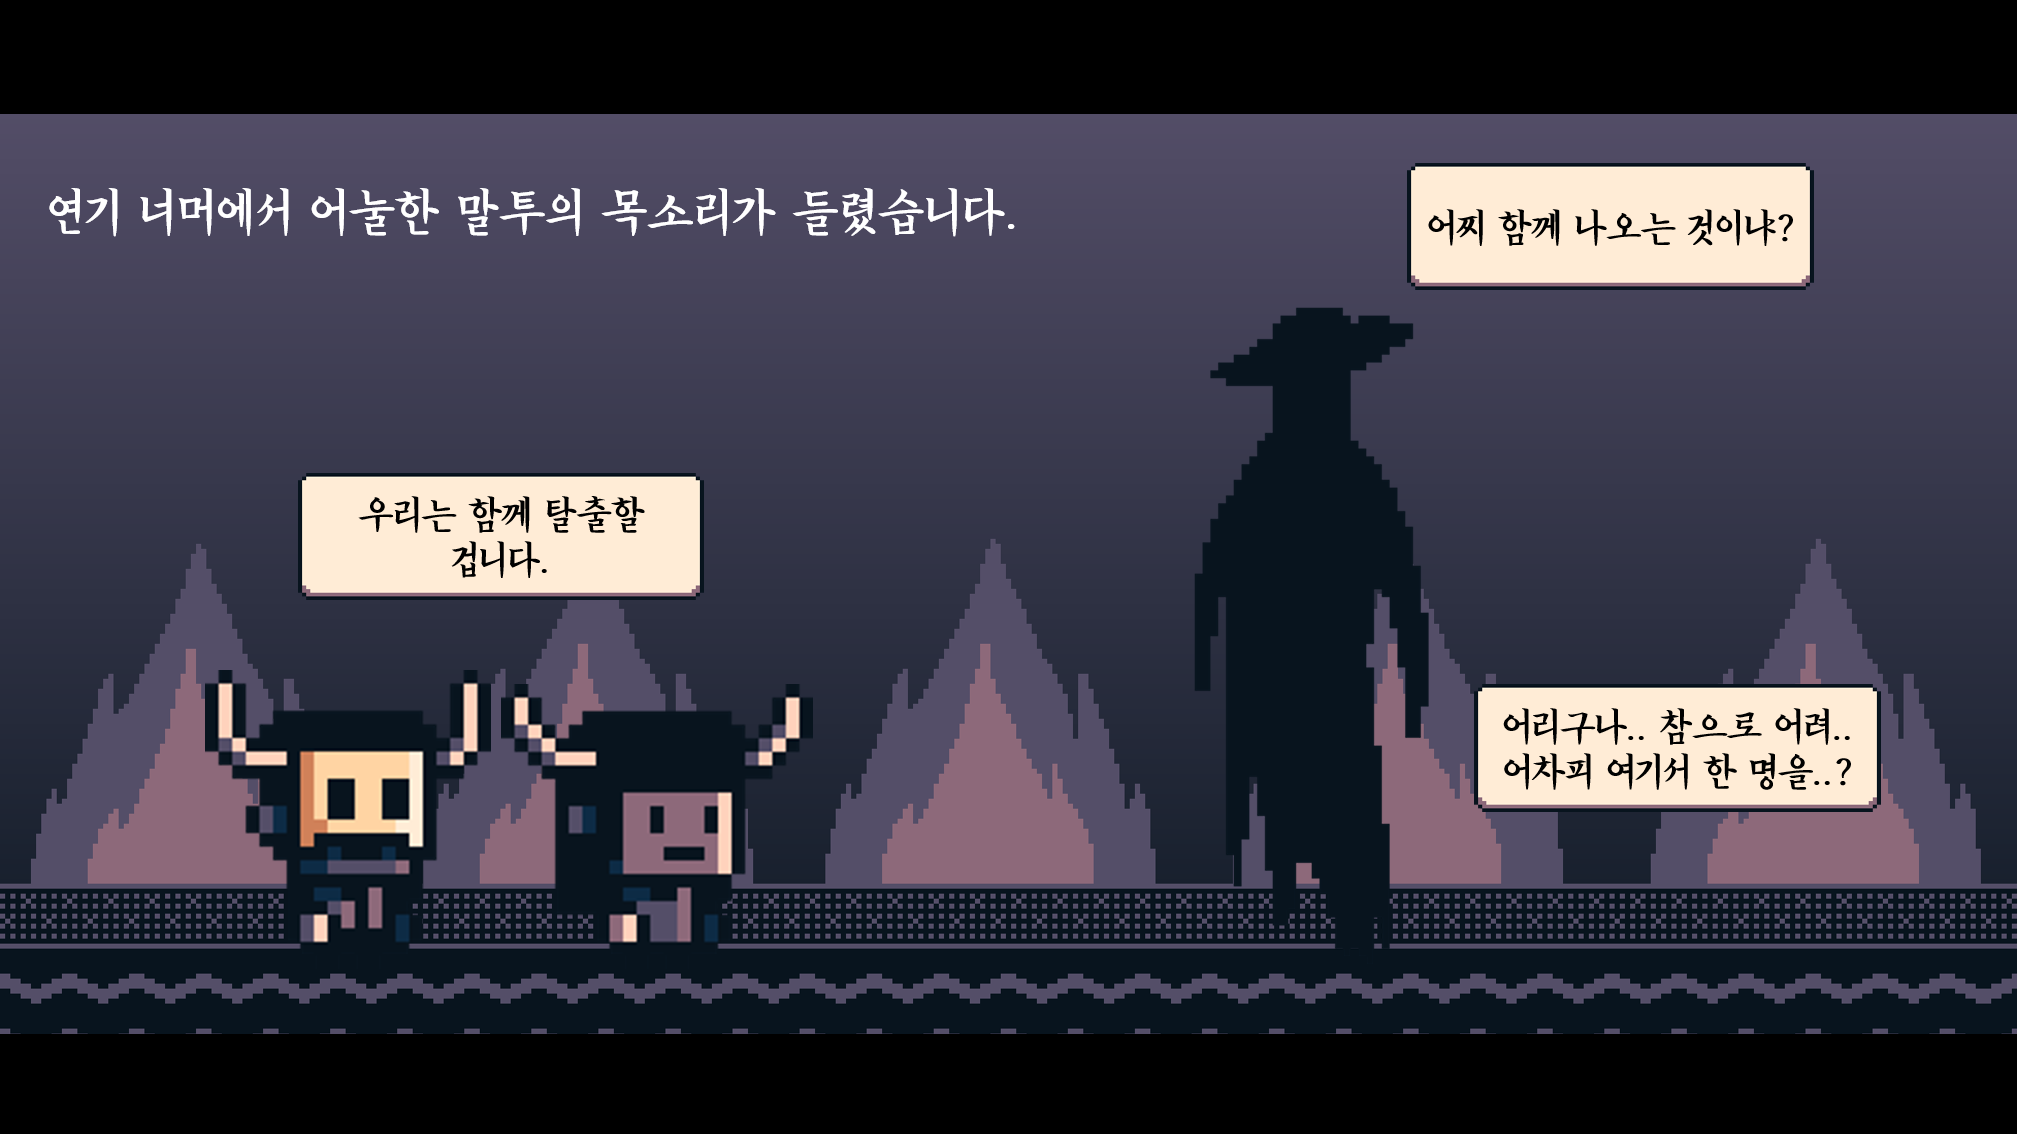 연기 너머에서 어눌한 말투의 목소리가 들렸습니다.
어찌 함께 나오는 것이냐?
우리는 함께 탈출할
겁니다.
어리구나.. 참으로 어려..
어차피 여기서 한 명을..?